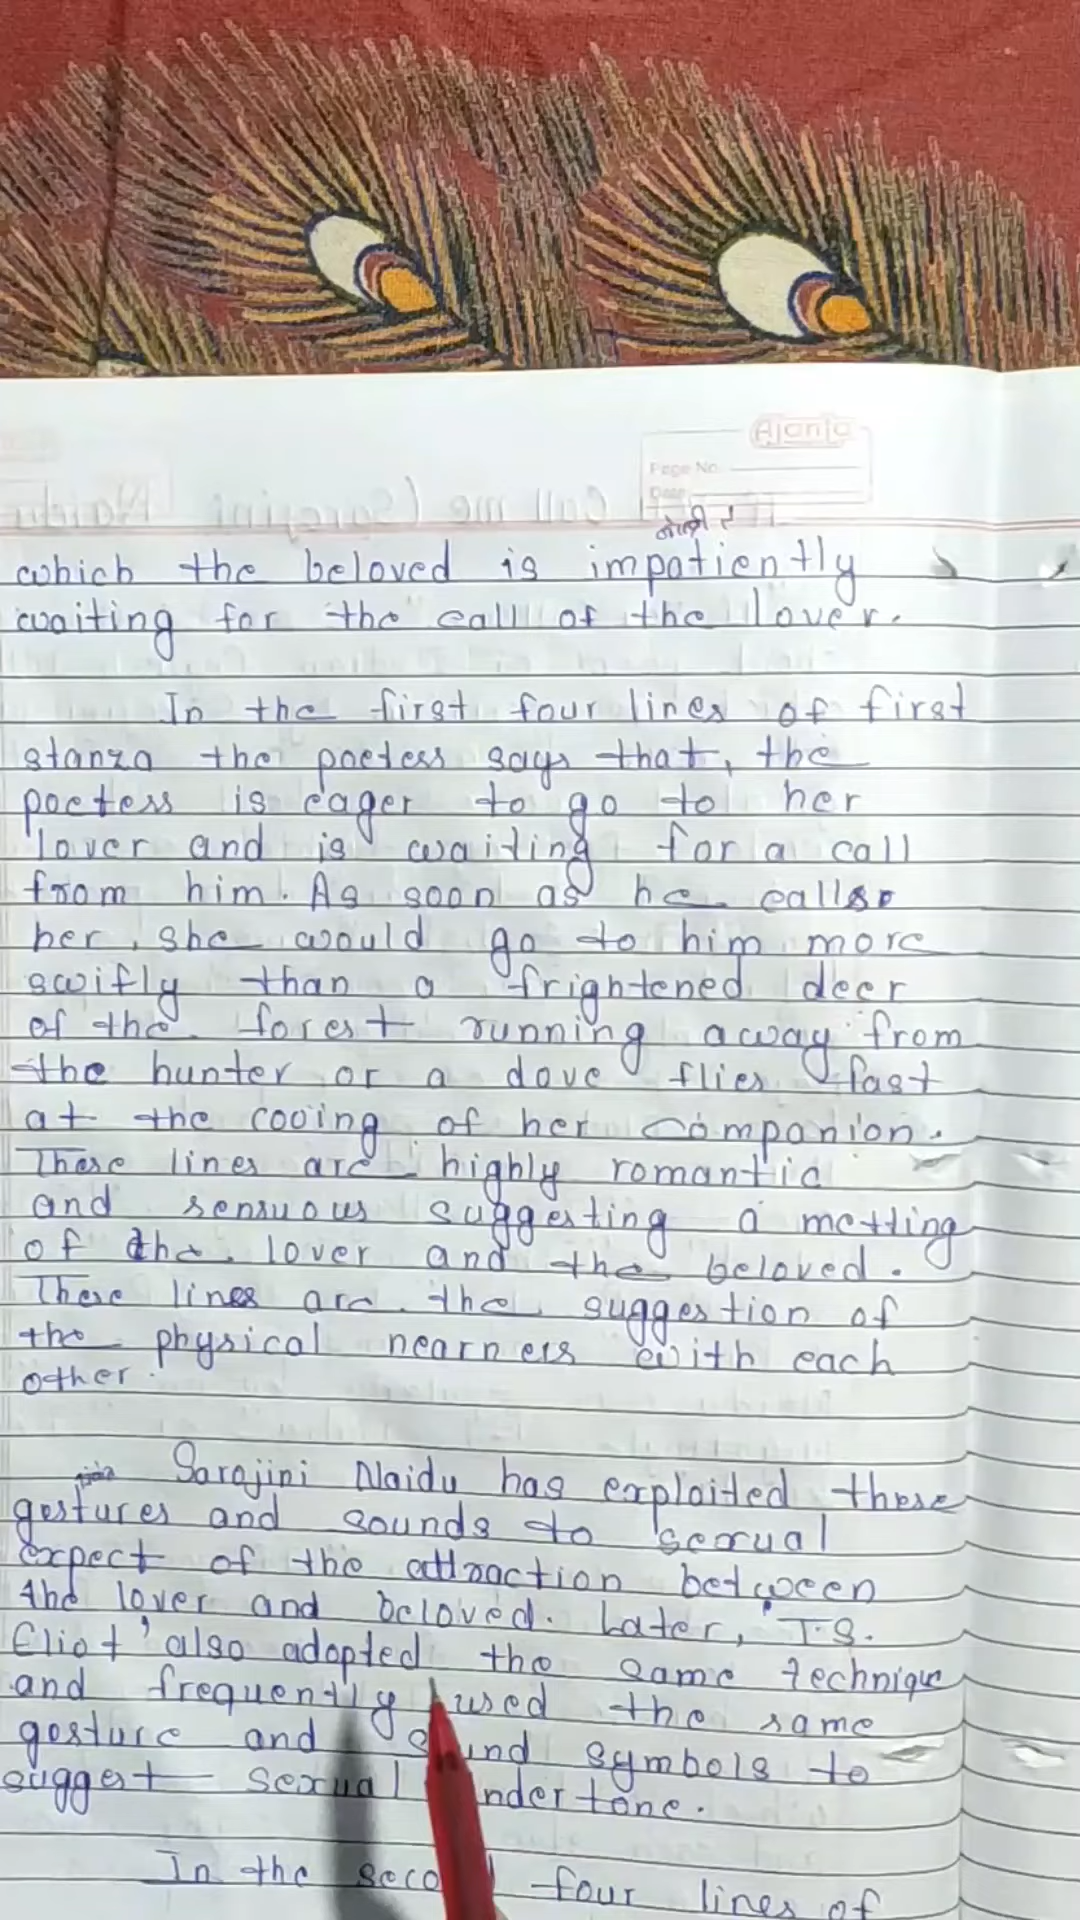 Ajanta
Page No.
Date
which the beloved is impatiently
waiting for the call of the lover.
In the first four lines of first
stanza the poetess says that, the
poetess is eager to go to her
lover and is waiting for a call
from him. As soon as he calls
her, she would go to him more
swifly than a frightened deer
of the forest running away from
the hunter or a dove flies fast
at the cooing of her companion.
These lines are highly romantic
and sensuous suggesting a metting
of the lover and the beloved.
These lines are the suggestion of
the physical nearness with each
other.
Sarojini Naidu has exploited these
gestures and sounds to sexual
expect of the attraction between
the lover and beloved. Later, 'T.S.
Eliot' also adopted the same technique
and frequently used the same
gesture and symbols to
suggest sexual
In the four lines of